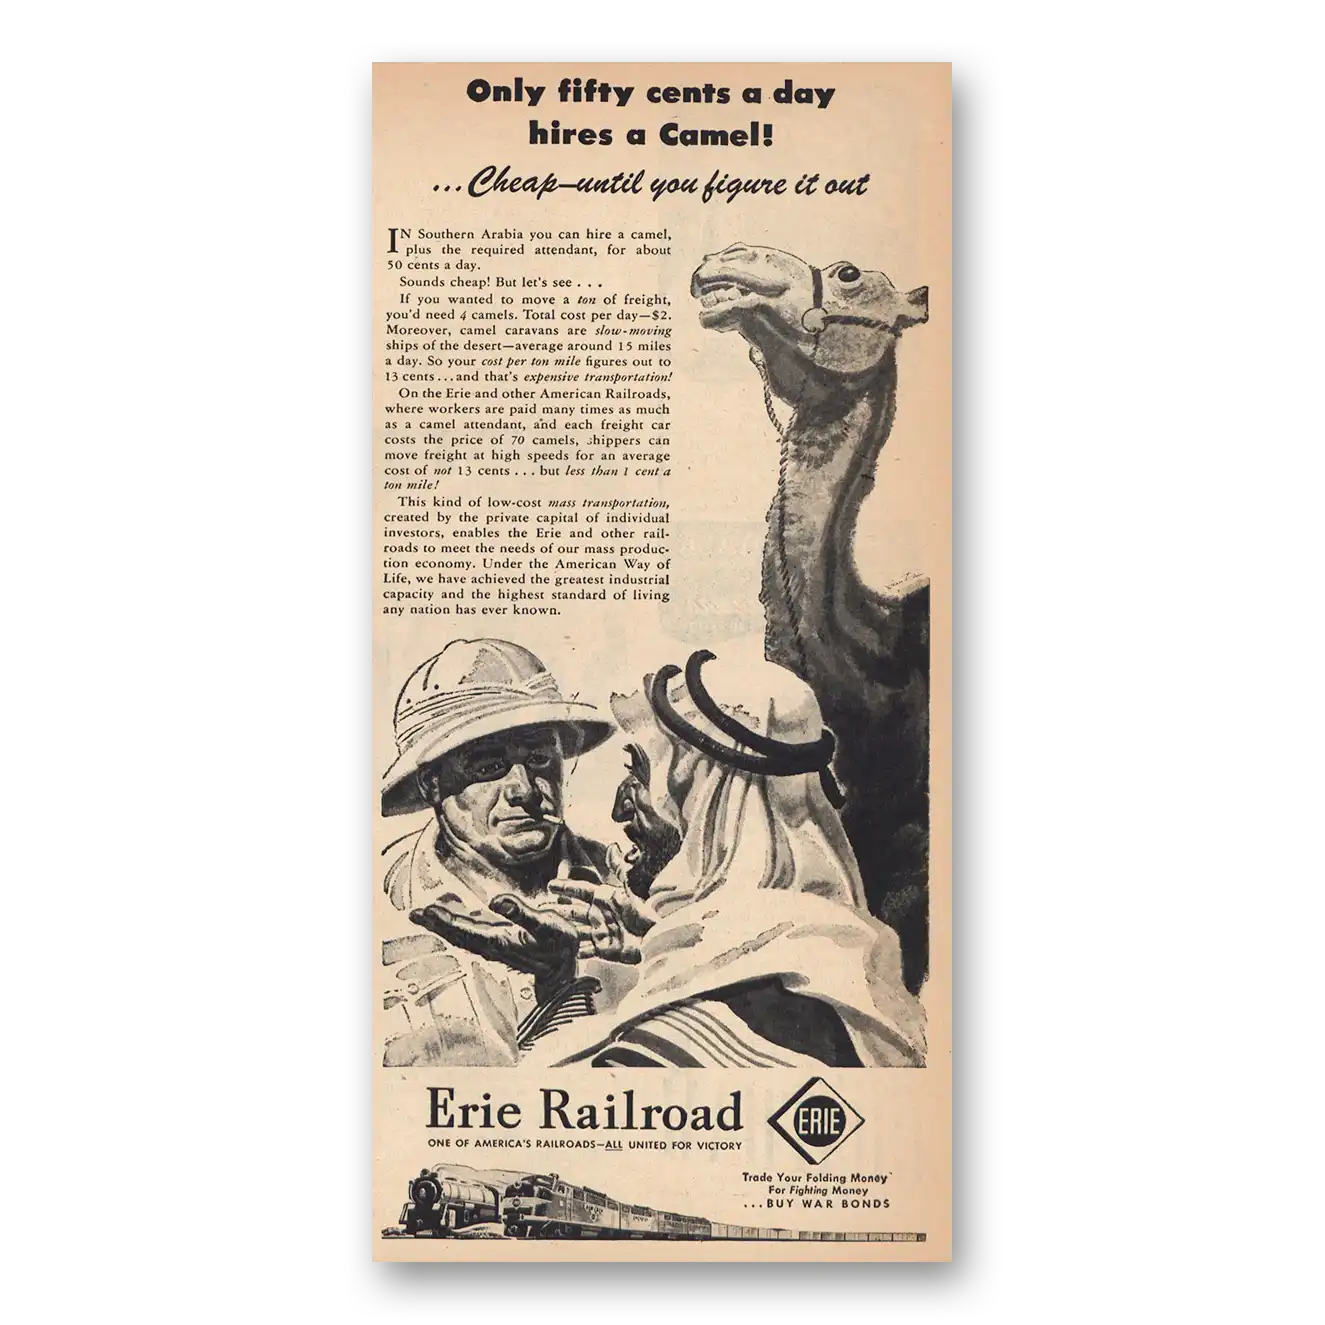 Only fifty cents a day
hires a Camel!
...Cheap—until you figure it out
IN Southern Arabia you can hire a camel,
plus the required attendant, for about
50 cents a day.
Sounds cheap! But let's see . . .
If you wanted to move a ton of freight,
you'd need 4 camels. Total cost per day—$2.
Moreover, camel caravans are slow-moving
ships of the desert—average around 15 miles
a day. So your cost per ton mile figures out to
13 cents...and that's expensive transportation!
On the Erie and other American Railroads,
where workers are paid many times as much
as a camel attendant, and each freight car
costs the price of 70 camels, shippers can
move freight at high speeds for an average
cost of not 13 cents . . . but less than 1 cent a
ton mile!
This kind of low-cost mass transportation,
created by the private capital of individual
investors, enables the Erie and other rail-
roads to meet the needs of our mass produc-
tion economy. Under the American Way of
Life, we have achieved the greatest industrial
capacity and the highest standard of living
any nation has ever known.
Erie Railroad
ONE OF AMERICA'S RAILROADS—ALL UNITED FOR VICTORY
ERIE
Trade Your Folding Money
For Fighting Money
...BUY WAR BONDS